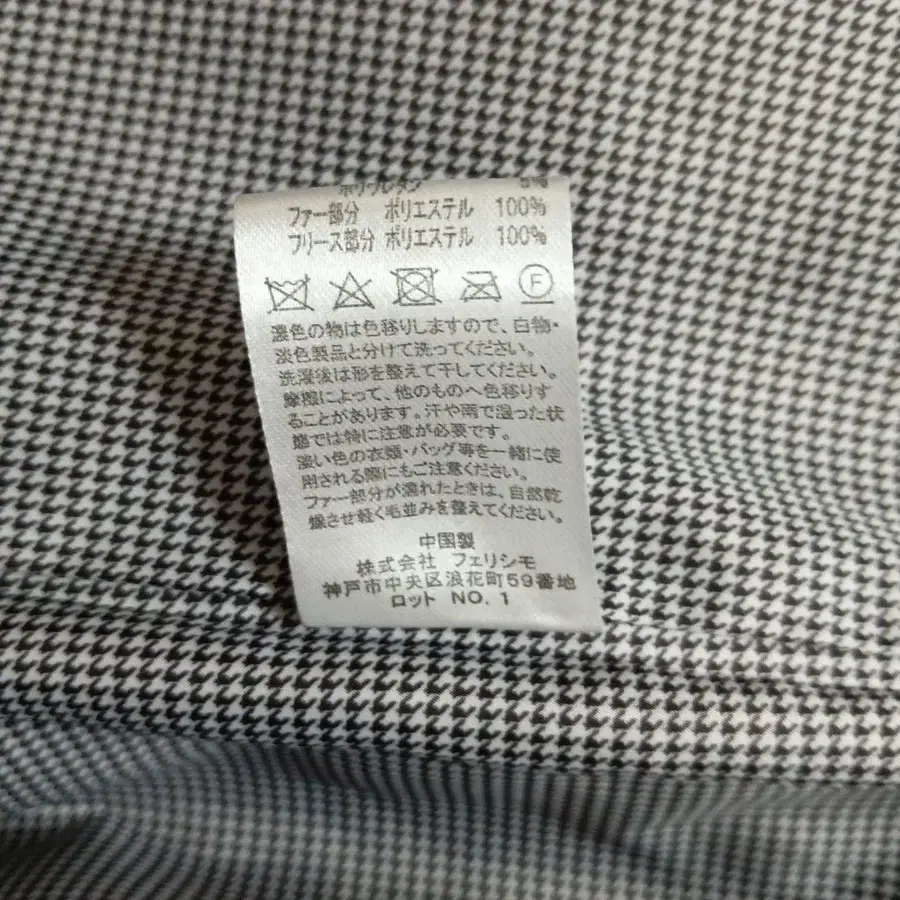 ポリウレタン 5%
ファー部分 ポリエステル 100%
フリース部分 ポリエステル 100%
F
濃色の物は色移りしますので、白物・
淡色製品と分けて洗ってください。
洗濯後は形を整えて干してください。
摩擦によって、他のものへ色移りす
ることがあります。汗や雨で湿った状
態では特に注意が必要です。
淡い色の衣類・バッグ等を一緒に使
用される際にもご注意ください。
ファー部分が濡れたときは、自然乾
燥させ軽く毛並みを整えてください。
中国製
株式会社 フェリシモ
神戸市中央区浪花町59番地
ロット NO.1